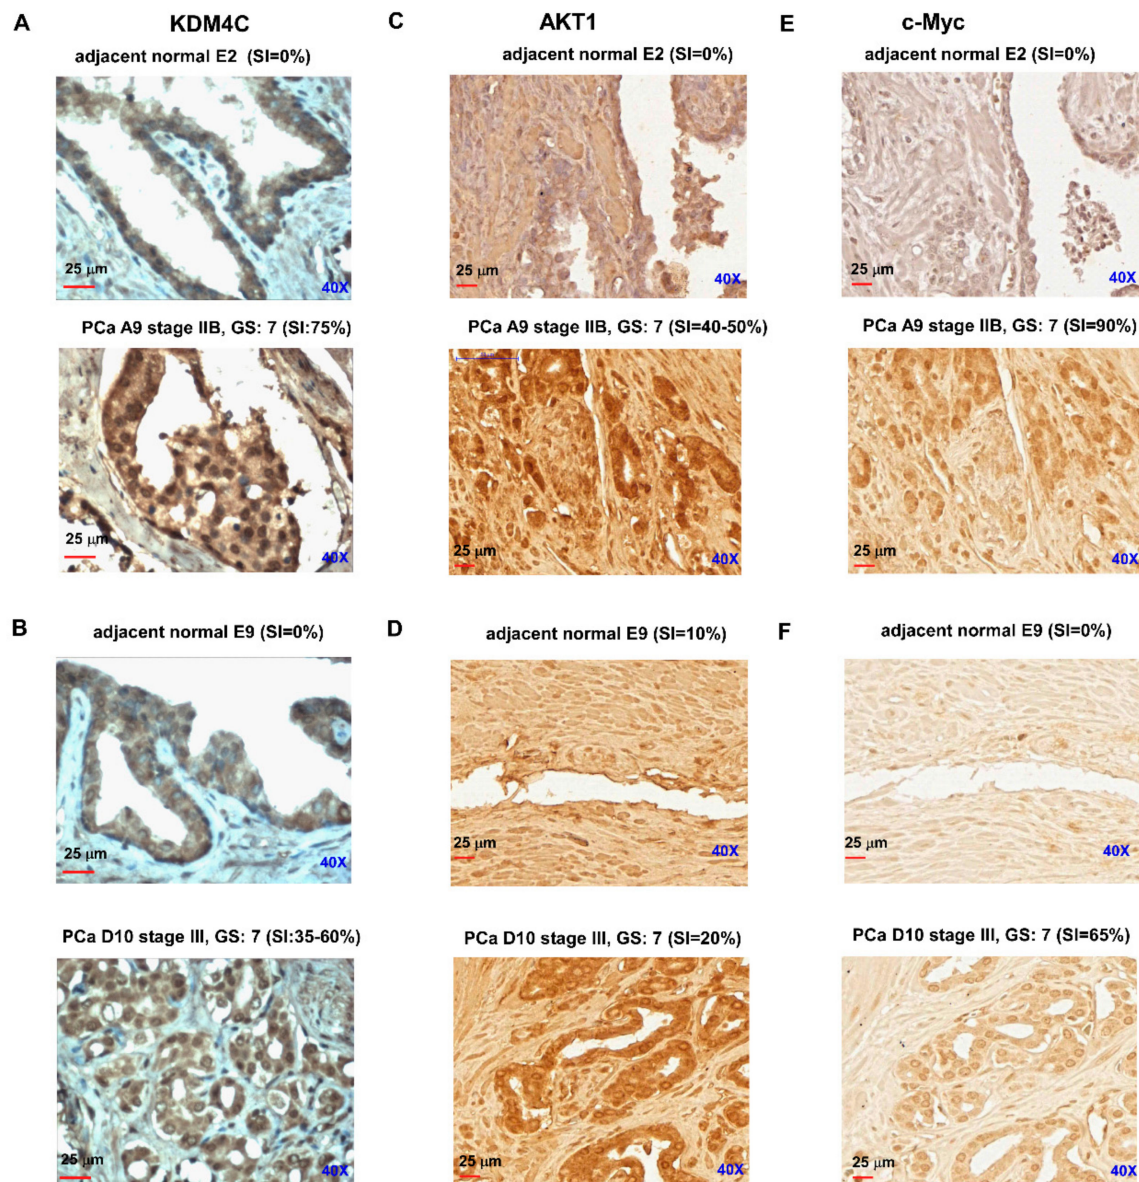 A
KDM4C
adjacent normal E2 (SI=0%)
25 μm
40X
PCa A9 stage IIB, GS: 7 (SI:75%)
25 μm
40X
B
adjacent normal E9 (SI=0%)
25 μm
40X
PCa D10 stage III, GS: 7 (SI:35-60%)
25 μm
40X
C
AKT1
adjacent normal E2 (SI=0%)
25 μm
40X
PCa A9 stage IIB, GS: 7 (SI=40-50%)
25 μm
40X
D
adjacent normal E9 (SI=10%)
25 μm
40X
PCa D10 stage III, GS: 7 (SI=20%)
25 μm
40X
E
c-Myc
adjacent normal E2 (SI=0%)
25 μm
40X
PCa A9 stage IIB, GS: 7 (SI=90%)
25 μm
40X
F
adjacent normal E9 (SI=0%)
25 μm
40X
PCa D10 stage III, GS: 7 (SI=65%)
25 μm
40X